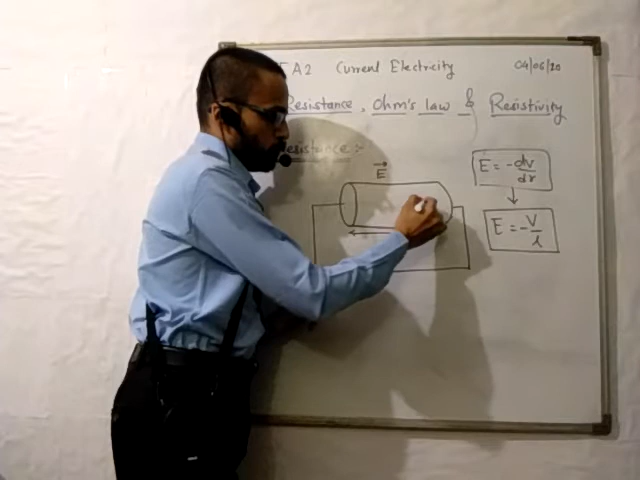 A2 Current Electricity 04/06/20
Resistance, Ohm's law & Resistivity
Resistance :-
E
E = -dv/dr
E = -V/l